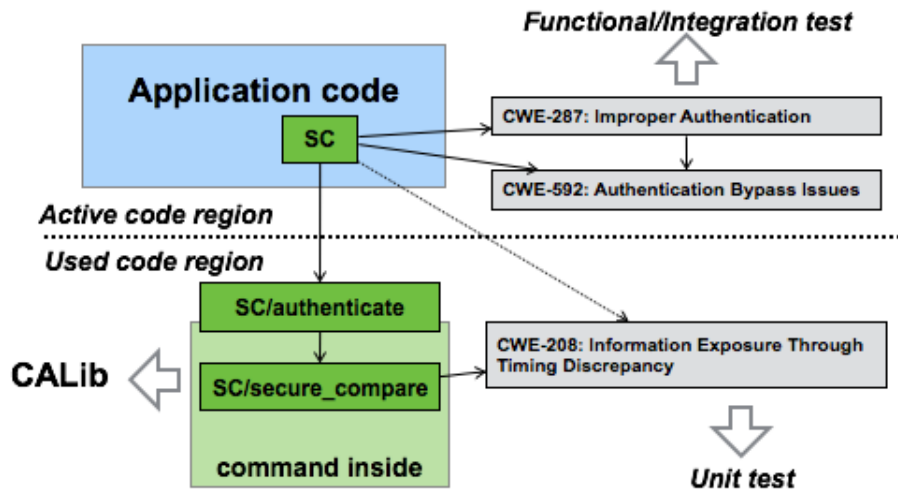 Functional/Integration test
Application code
SC
CWE-287: Improper Authentication
CWE-592: Authentication Bypass Issues
Active code region
Used code region
SC/authenticate
CWE-208: Information Exposure Through
Timing Discrepancy
CALib
SC/secure_compare
command inside
Unit test